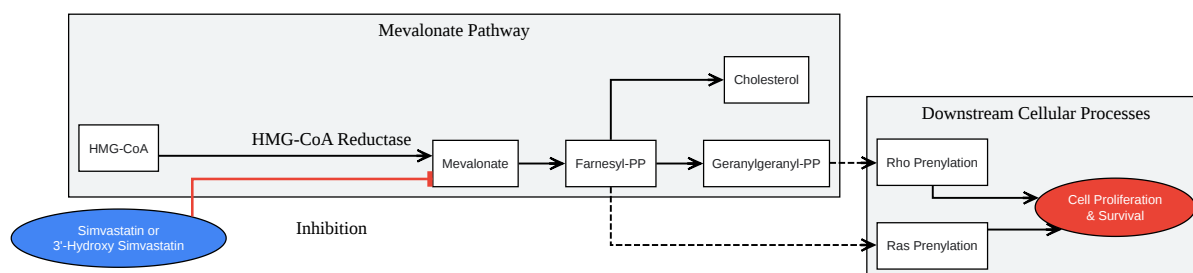 Mevalonate Pathway
Cholesterol
Downstream Cellular Processes
HMG-CoA Reductase
HMG-CoA
Mevalonate
Farnesyl-PP
Geranylgeranyl-PP
Rho Prenylation
Cell Proliferation
& Survival
Simvastatin or
3'-Hydroxy Simvastatin
Inhibition
Ras Prenylation